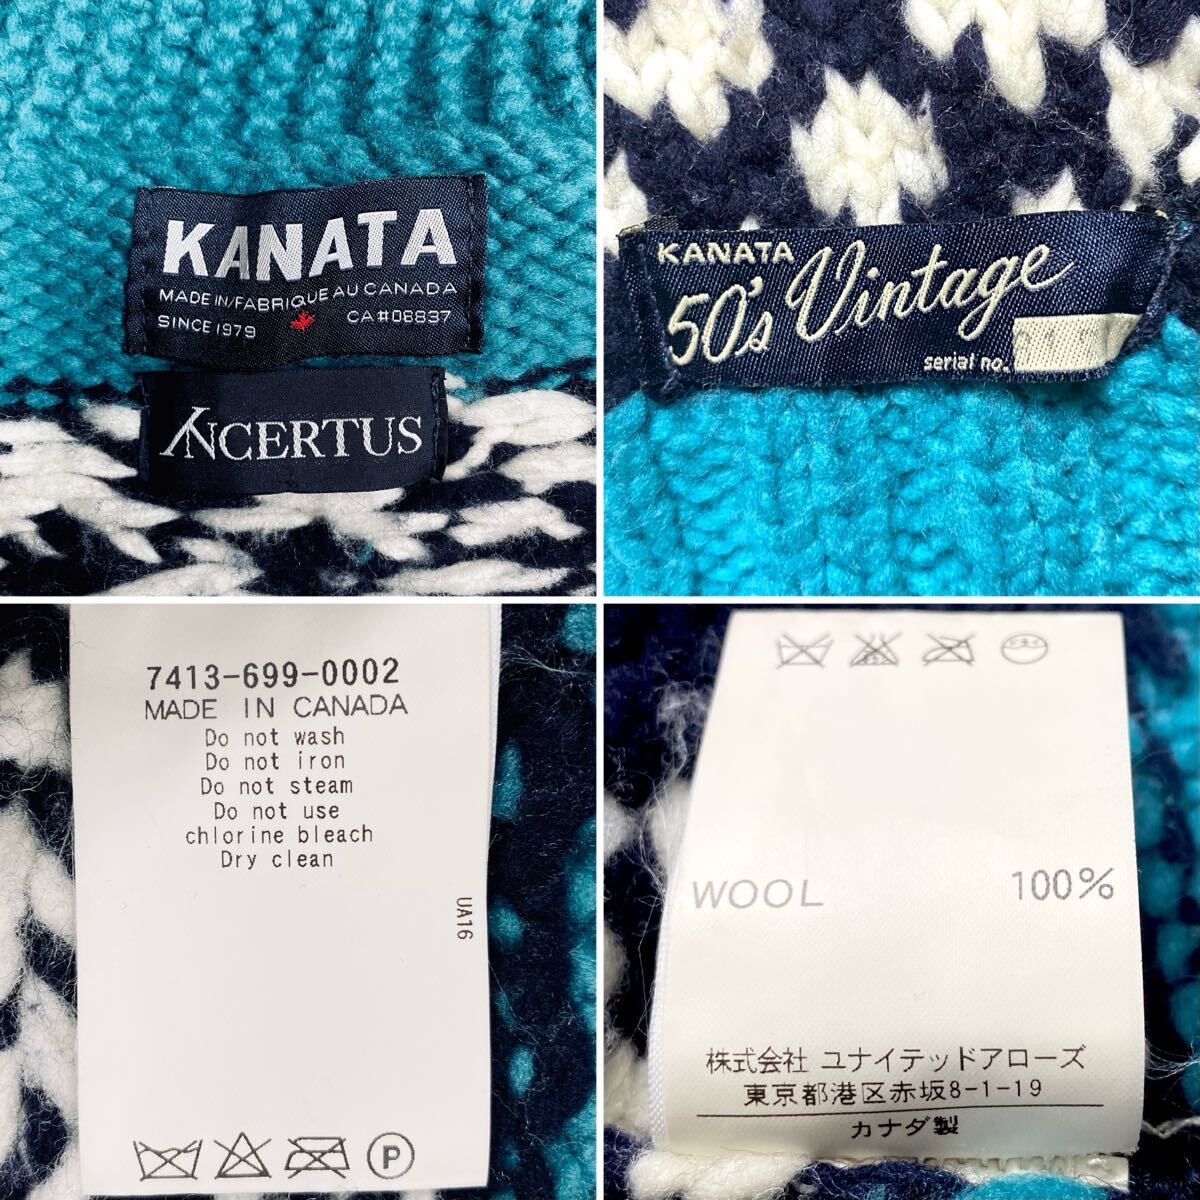 KANATA
MADE IN/FABRIQUE AU CANADA
SINCE 1979 CA#08837
INCERTUS
KANATA
50's Vintage
serial no.
7413-699-0002
MADE IN CANADA
Do not wash
Do not iron
Do not steam
Do not use
chlorine bleach
Dry clean
UA16
P
WOOL 100%
株式会社 ユナイテッドアローズ
東京都港区赤坂8-1-19
カナダ製